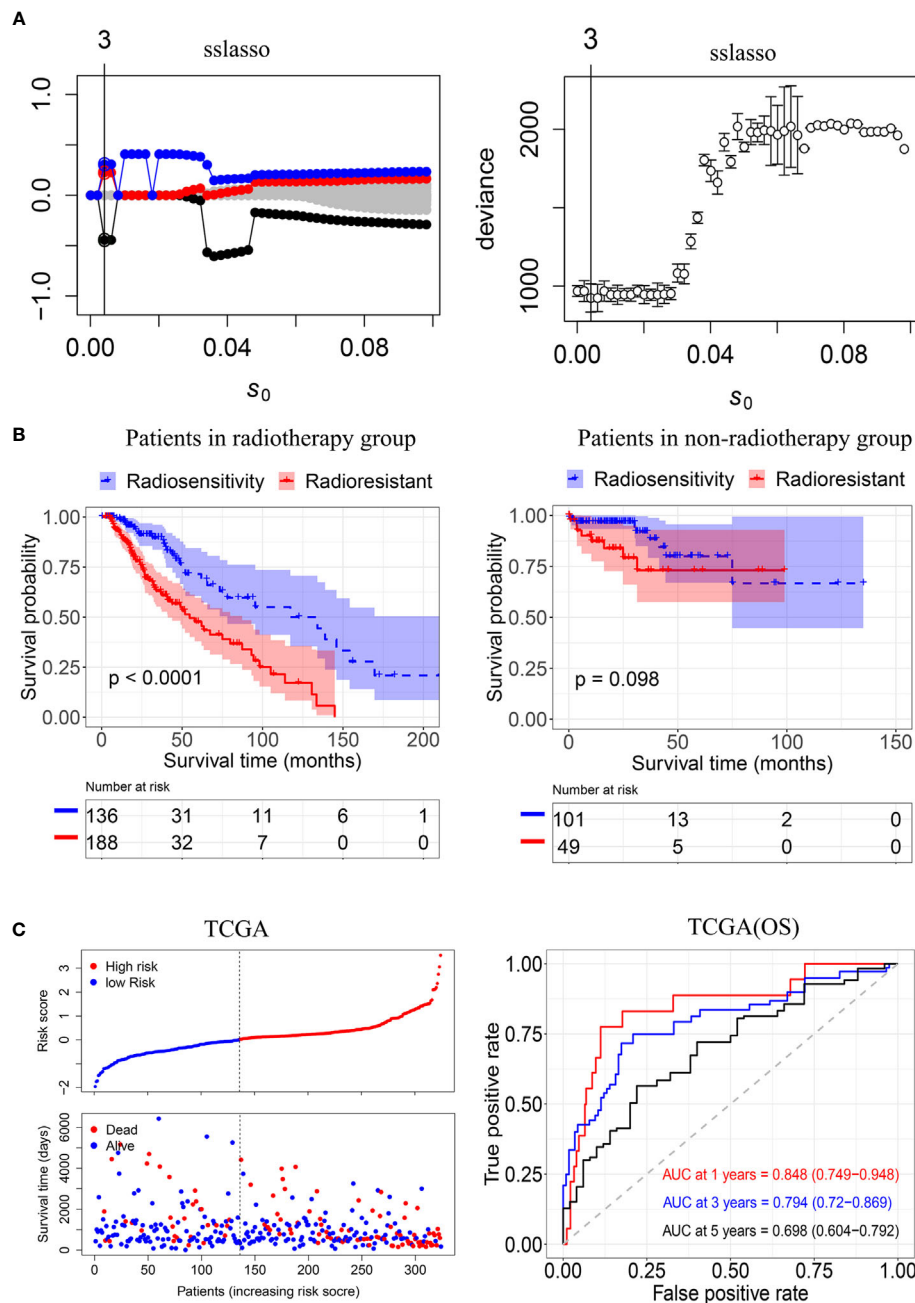 A
3
sslasso
1.0
0.0
−1.0
0.00
0.04
0.08
s0
3
sslasso
deviance
2000
1000
0.00
0.04
0.08
s0
B
Patients in radiotherapy group
Radiosensitivity
Radioresistant
Survival probability
1.00
0.75
0.50
0.25
0.00
p < 0.0001
0
50
100
150
200
Survival time (months)
Number at risk
136 31 11 6 1
188 32 7 0 0
Patients in non-radiotherapy group
Radiosensitivity
Radioresistant
Survival probability
1.00
0.75
0.50
0.25
0.00
p = 0.098
0
50
100
150
Survival time (months)
Number at risk
101 13 2 0
49 5 0 0
C
TCGA
High risk
low Risk
Risk score
3
2
1
0
−2
Dead
Alive
Survival time (days)
6000
4000
2000
0
0
50
100
150
200
250
300
Patients (increasing risk socre)
TCGA(OS)
True positive rate
1.00
0.75
0.50
0.25
0.00
AUC at 1 years = 0.848 (0.749−0.948)
AUC at 3 years = 0.794 (0.72−0.869)
AUC at 5 years = 0.698 (0.604−0.792)
0.00
0.25
0.50
0.75
1.00
False positive rate